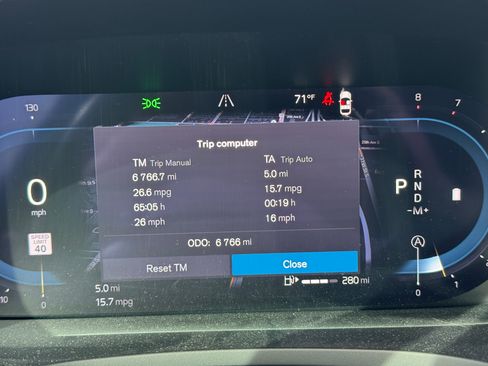 130
71°F
8
7
Trip computer
TM Trip Manual
TA Trip Auto
6 766.7 mi
5.0 mi
26.6 mpg
15.7 mpg
65:05 h
00:19 h
26 mph
16 mph
ODO: 6 766 mi
Reset TM
Close
0
mph
SPEED
LIMIT
40
P
R
N
D
-M+
A
5.0 mi
15.7 mpg
280 mi
10
0
0